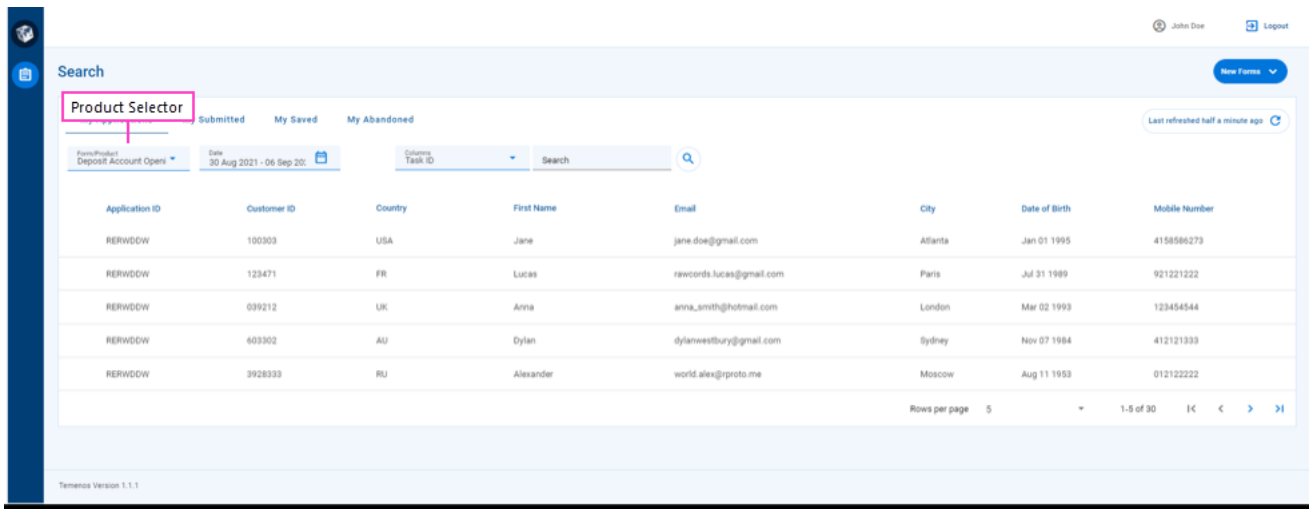 John Doe Logout
Search
New Forms
Product Selector
Submitted My Saved My Abandoned
Last refreshed half a minute ago
Form/Product Date Columns
Deposit Account Openi 30 Aug 2021 - 06 Sep 20 Task ID Search
Application ID Customer ID Country First Name Email City Date of Birth Mobile Number
RERWDDW 100303 USA Jane jane.doe@gmail.com Atlanta Jan 01 1995 4158586273
RERWDDW 123471 FR Lucas rawcords.lucas@gmail.com Paris Jul 31 1989 921221222
RERWDDW 039212 UK Anna anna_smith@hotmail.com London Mar 02 1993 123454544
RERWDDW 603302 AU Dylan dylanwestbury@gmail.com Sydney Nov 07 1984 412121333
RERWDDW 3928333 RU Alexander world.alex@rproto.me Moscow Aug 11 1953 012122222
Rows per page 5 1-5 of 30
Temenos Version 1.1.1